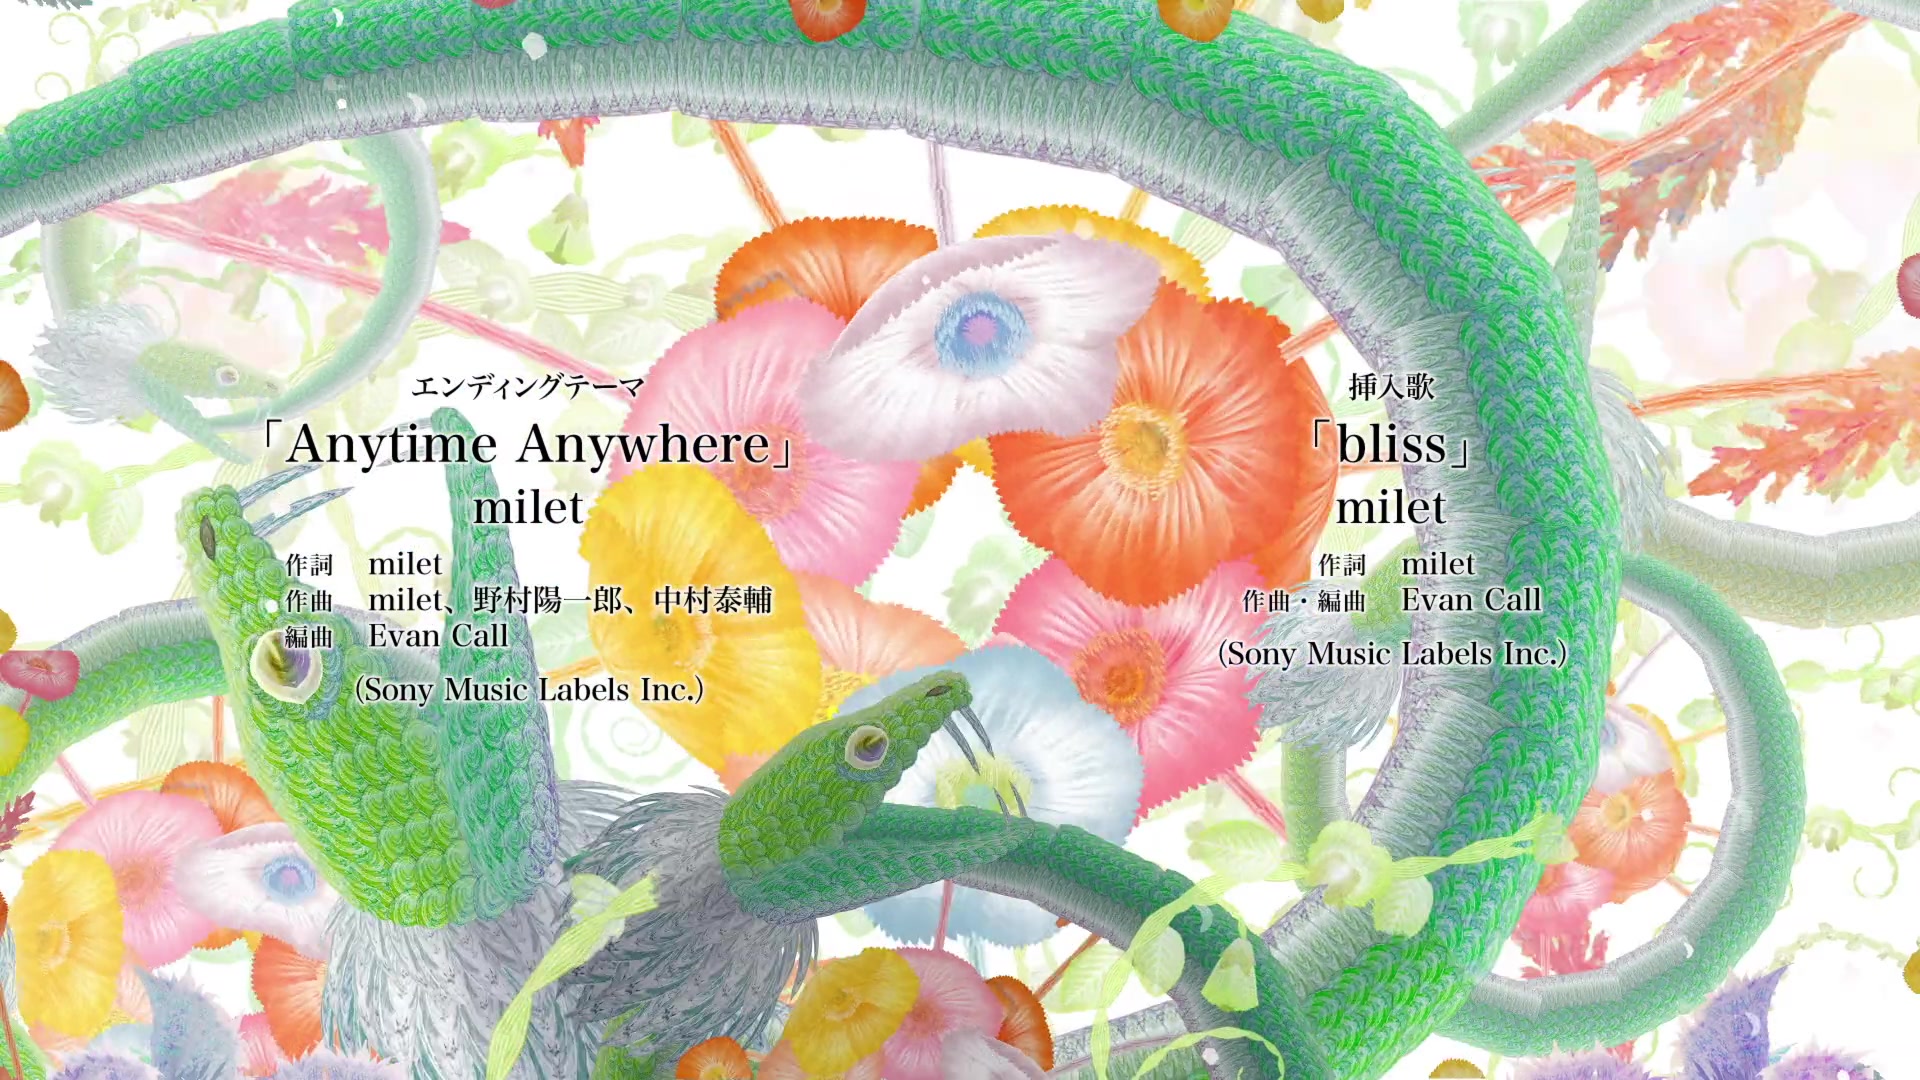 エンディングテーマ
「Anytime Anywhere」
milet
作詞 milet
作曲 milet、野村陽一郎、中村泰輔
編曲 Evan Call
(Sony Music Labels Inc.)
挿入歌
「bliss」
milet
作詞 milet
作曲・編曲 Evan Call
(Sony Music Labels Inc.)